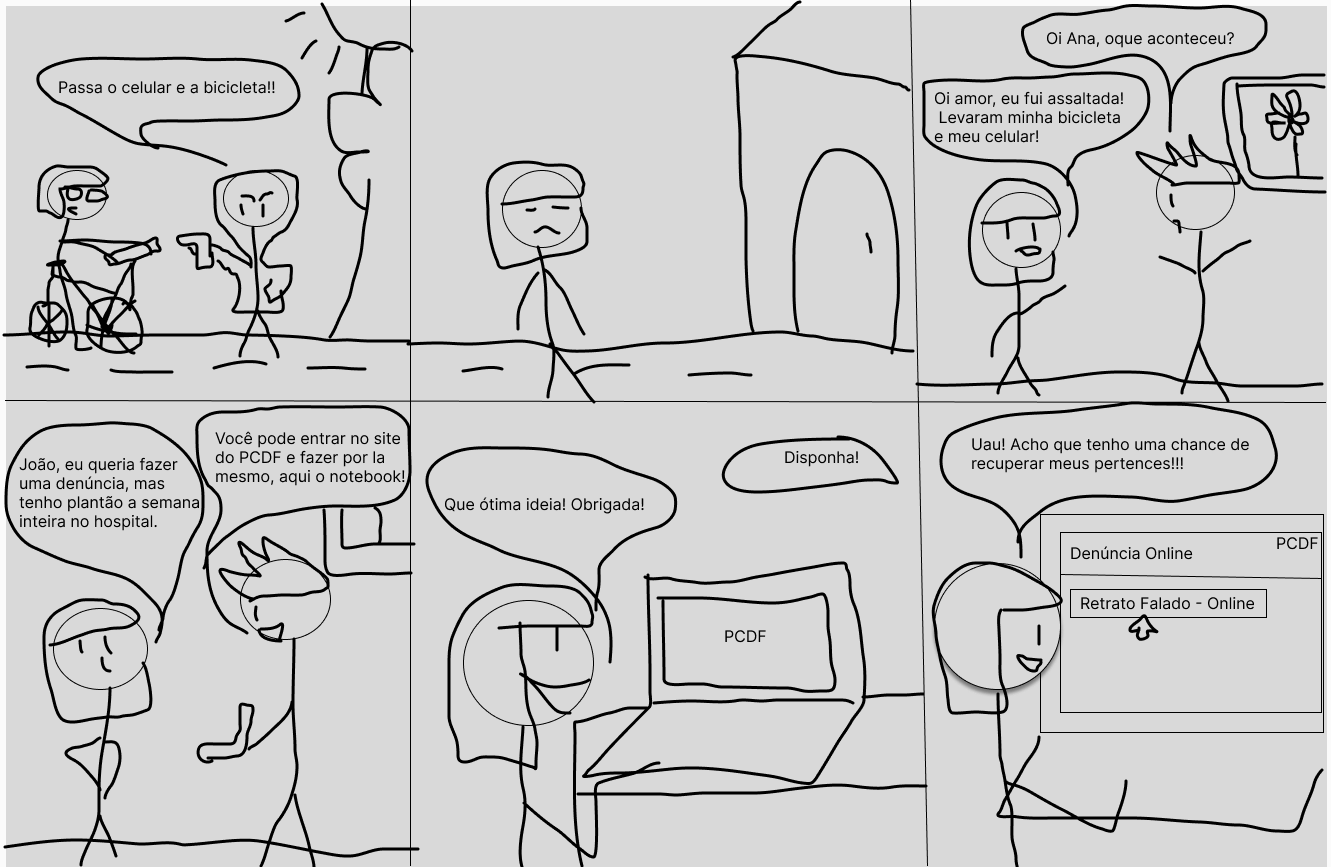 Passa o celular e a bicicleta!!
Oi Ana, oque aconteceu?
Oi amor, eu fui assaltada!
Levaram minha bicicleta
e meu celular!
João, eu queria fazer
uma denúncia, mas
tenho plantão a semana
inteira no hospital.
Você pode entrar no site
do PCDF e fazer por la
mesmo, aqui o notebook!
Que ótima ideia! Obrigada!
Disponha!
PCDF
Uau! Acho que tenho uma chance de
recuperar meus pertences!!!
PCDF
Denúncia Online
Retrato Falado - Online